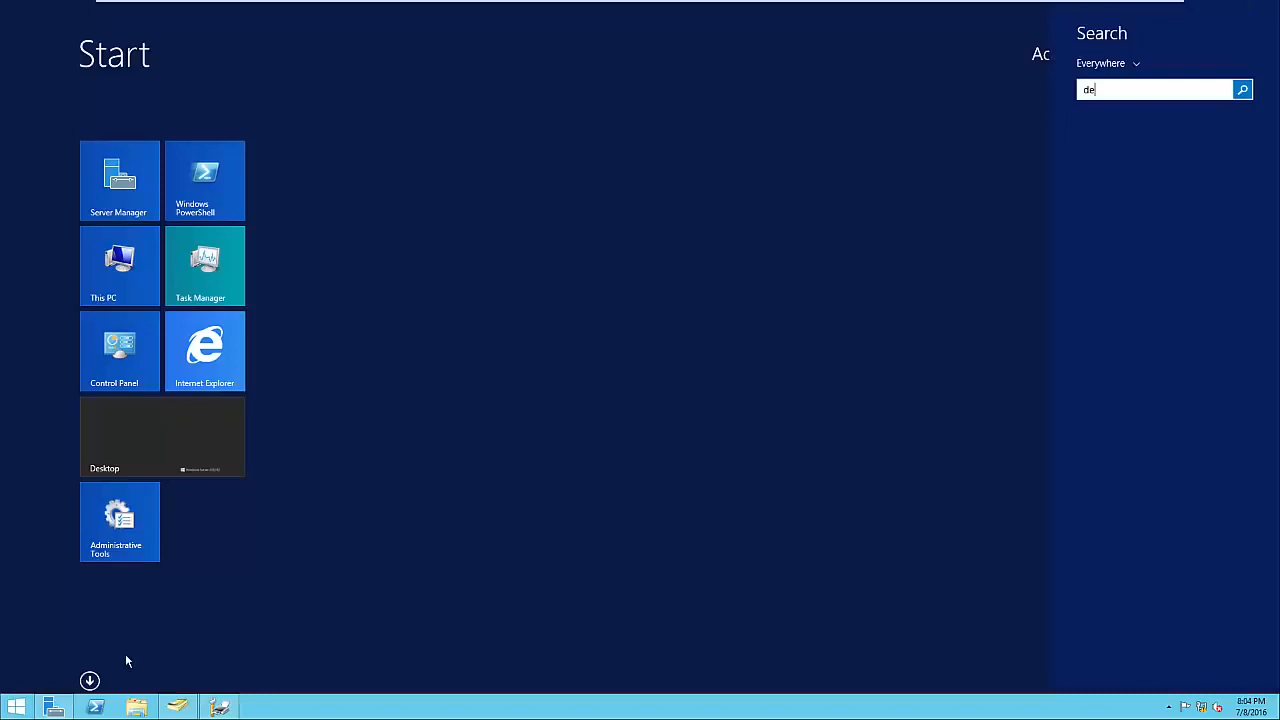 Start
Ac
Search
Everywhere
de
Server Manager
Windows
PowerShell
This PC
Task Manager
Control Panel
Internet Explorer
Desktop
Administrative
Tools
8:04 PM
7/8/2016